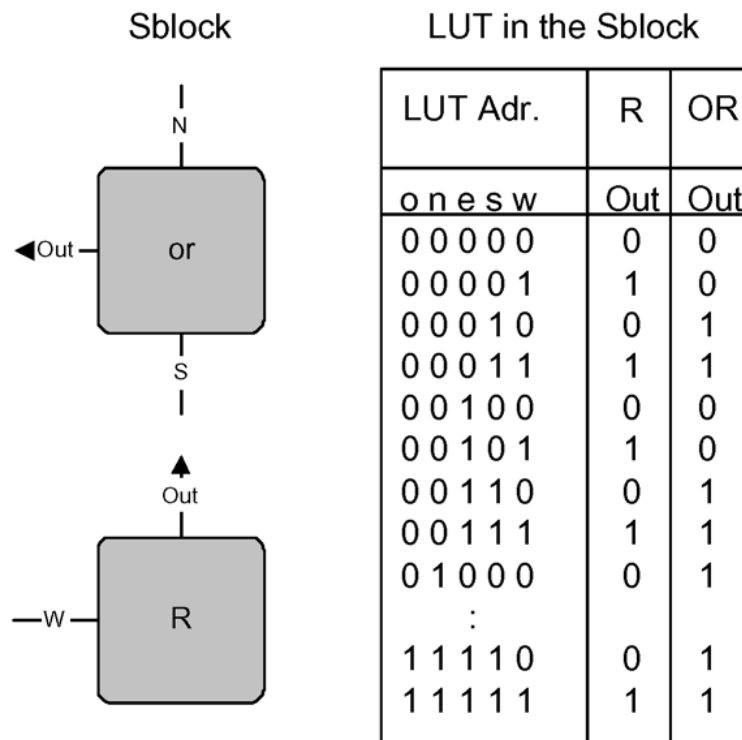 Sblock
LUT in the Sblock
N
Out
or
S
Out
W
R
LUT Adr. R OR
o n e s w Out Out
0 0 0 0 0 0 0
0 0 0 0 1 1 0
0 0 0 1 0 0 1
0 0 0 1 1 1 1
0 0 1 0 0 0 0
0 0 1 0 1 1 0
0 0 1 1 0 0 1
0 0 1 1 1 1 1
0 1 0 0 0 0 1
:
1 1 1 1 0 0 1
1 1 1 1 1 1 1